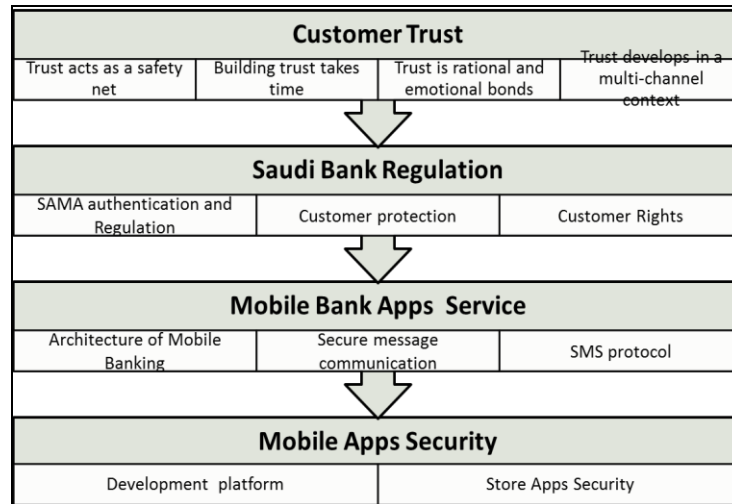 Customer Trust
Trust acts as a safety
net
Building trust takes
time
Trust is rational and
emotional bonds
Trust develops in a
multi-channel
context
Saudi Bank Regulation
SAMA authentication and
Regulation
Customer protection
Customer Rights
Mobile Bank Apps Service
Architecture of Mobile
Banking
Secure message
communication
SMS protocol
Mobile Apps Security
Development platform
Store Apps Security